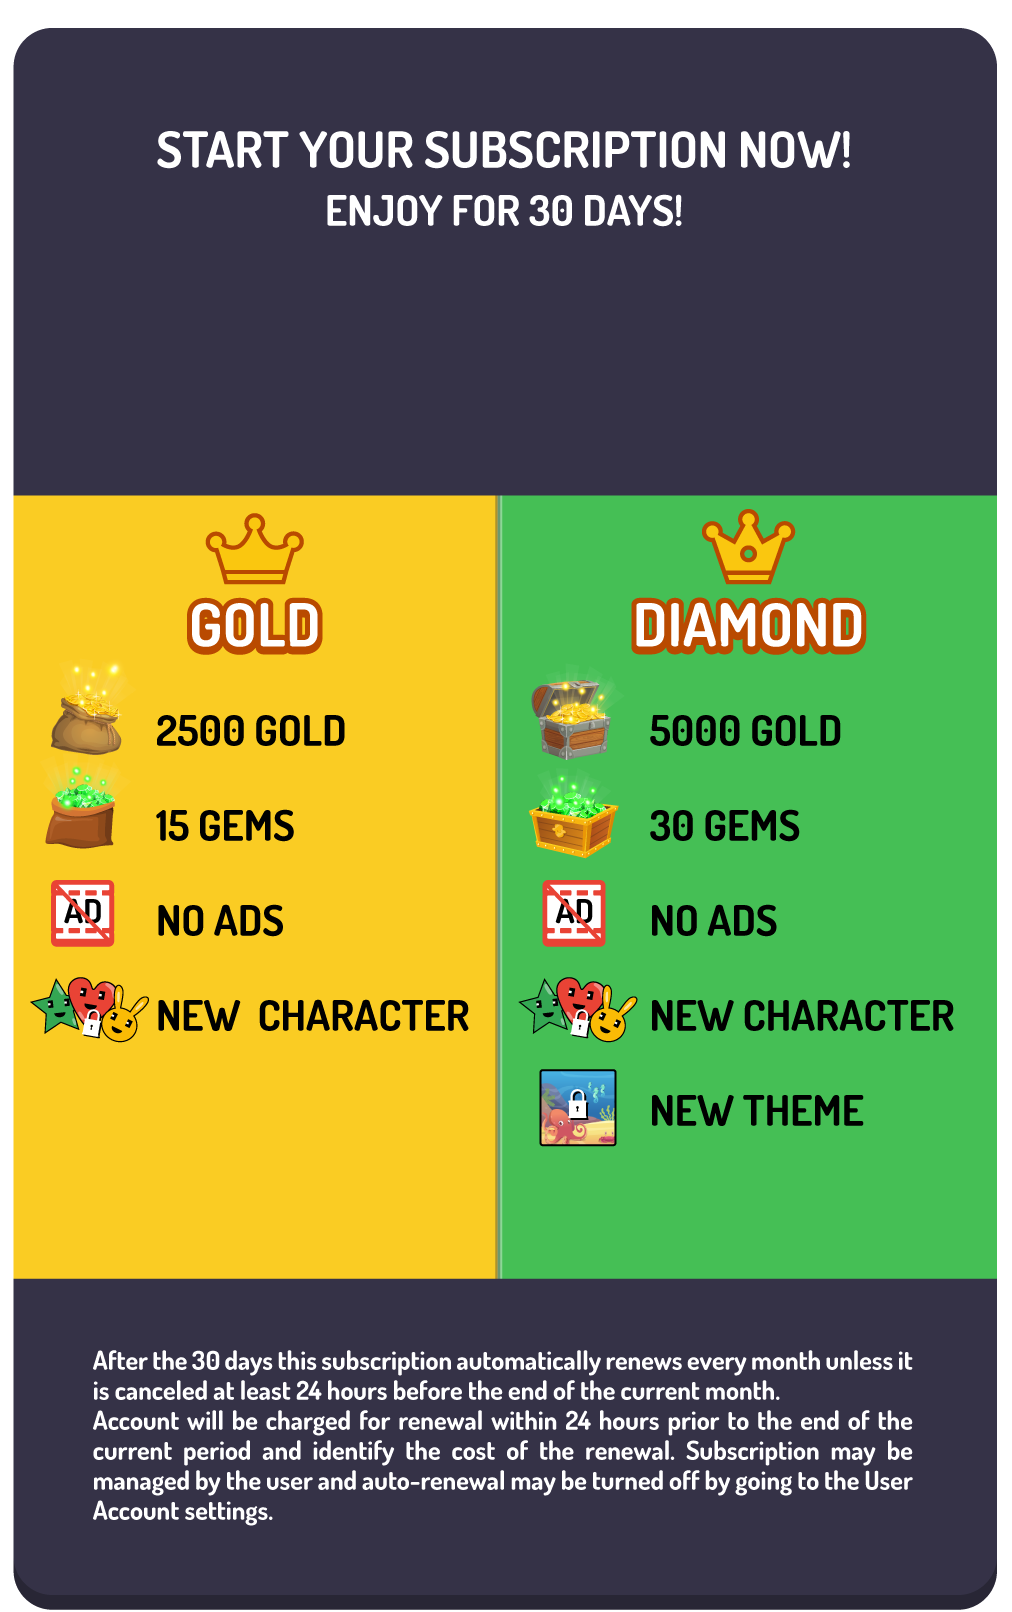 START YOUR SUBSCRIPTION NOW!
ENJOY FOR 30 DAYS!
GOLD
2500 GOLD
15 GEMS
AD
NO ADS
NEW CHARACTER
DIAMOND
5000 GOLD
30 GEMS
AD
NO ADS
NEW CHARACTER
NEW THEME
After the 30 days this subscription automatically renews every month unless it
is canceled at least 24 hours before the end of the current month.
Account will be charged for renewal within 24 hours prior to the end of the
current period and identify the cost of the renewal. Subscription may be
managed by the user and auto-renewal may be turned off by going to the User
Account settings.